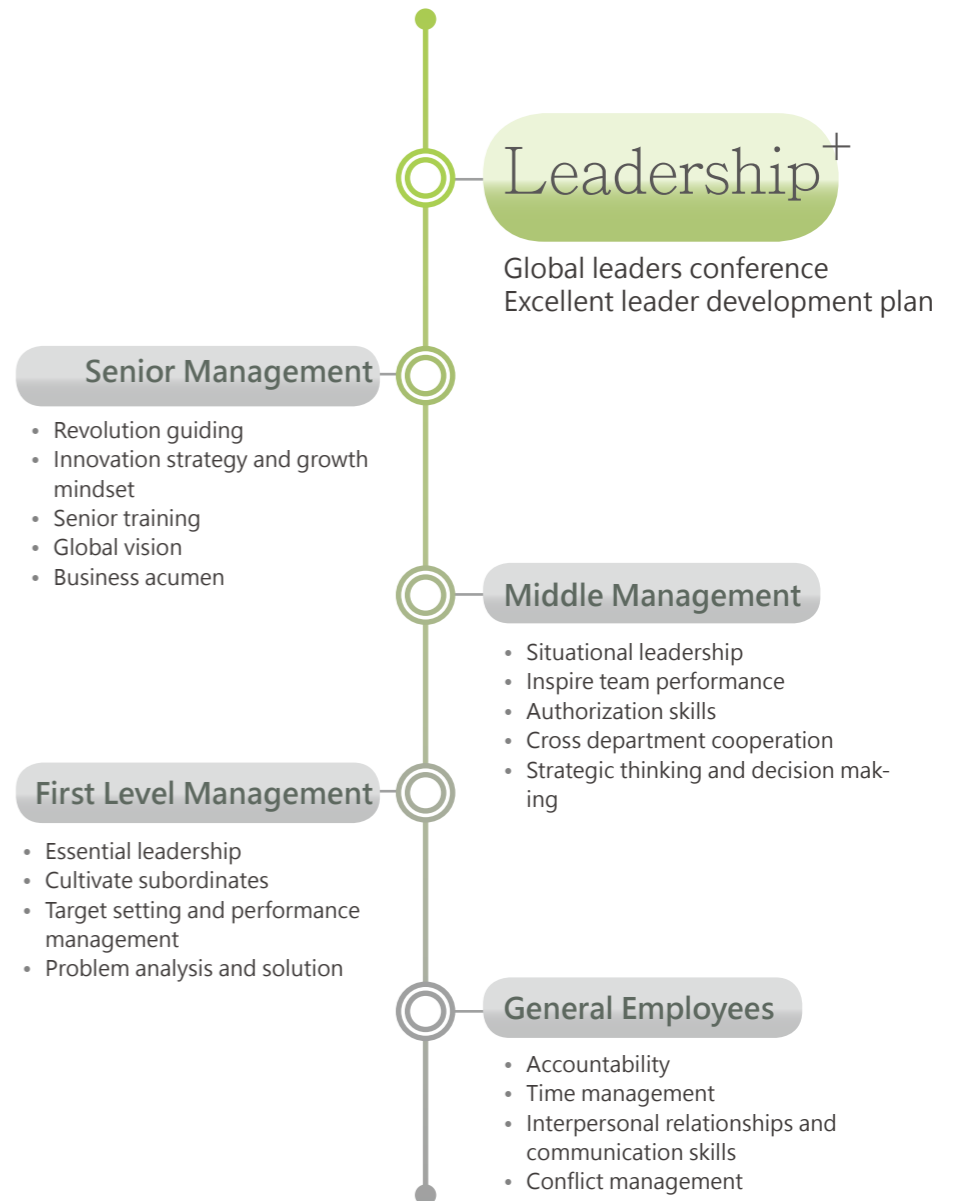 Leadership+
Global leaders conference
Excellent leader development plan
Senior Management
• Revolution guiding
• Innovation strategy and growth
mindset
• Senior training
• Global vision
• Business acumen
Middle Management
• Situational leadership
• Inspire team performance
• Authorization skills
• Cross department cooperation
• Strategic thinking and decision mak-
ing
First Level Management
• Essential leadership
• Cultivate subordinates
• Target setting and performance
management
• Problem analysis and solution
General Employees
• Accountability
• Time management
• Interpersonal relationships and
communication skills
• Conflict management